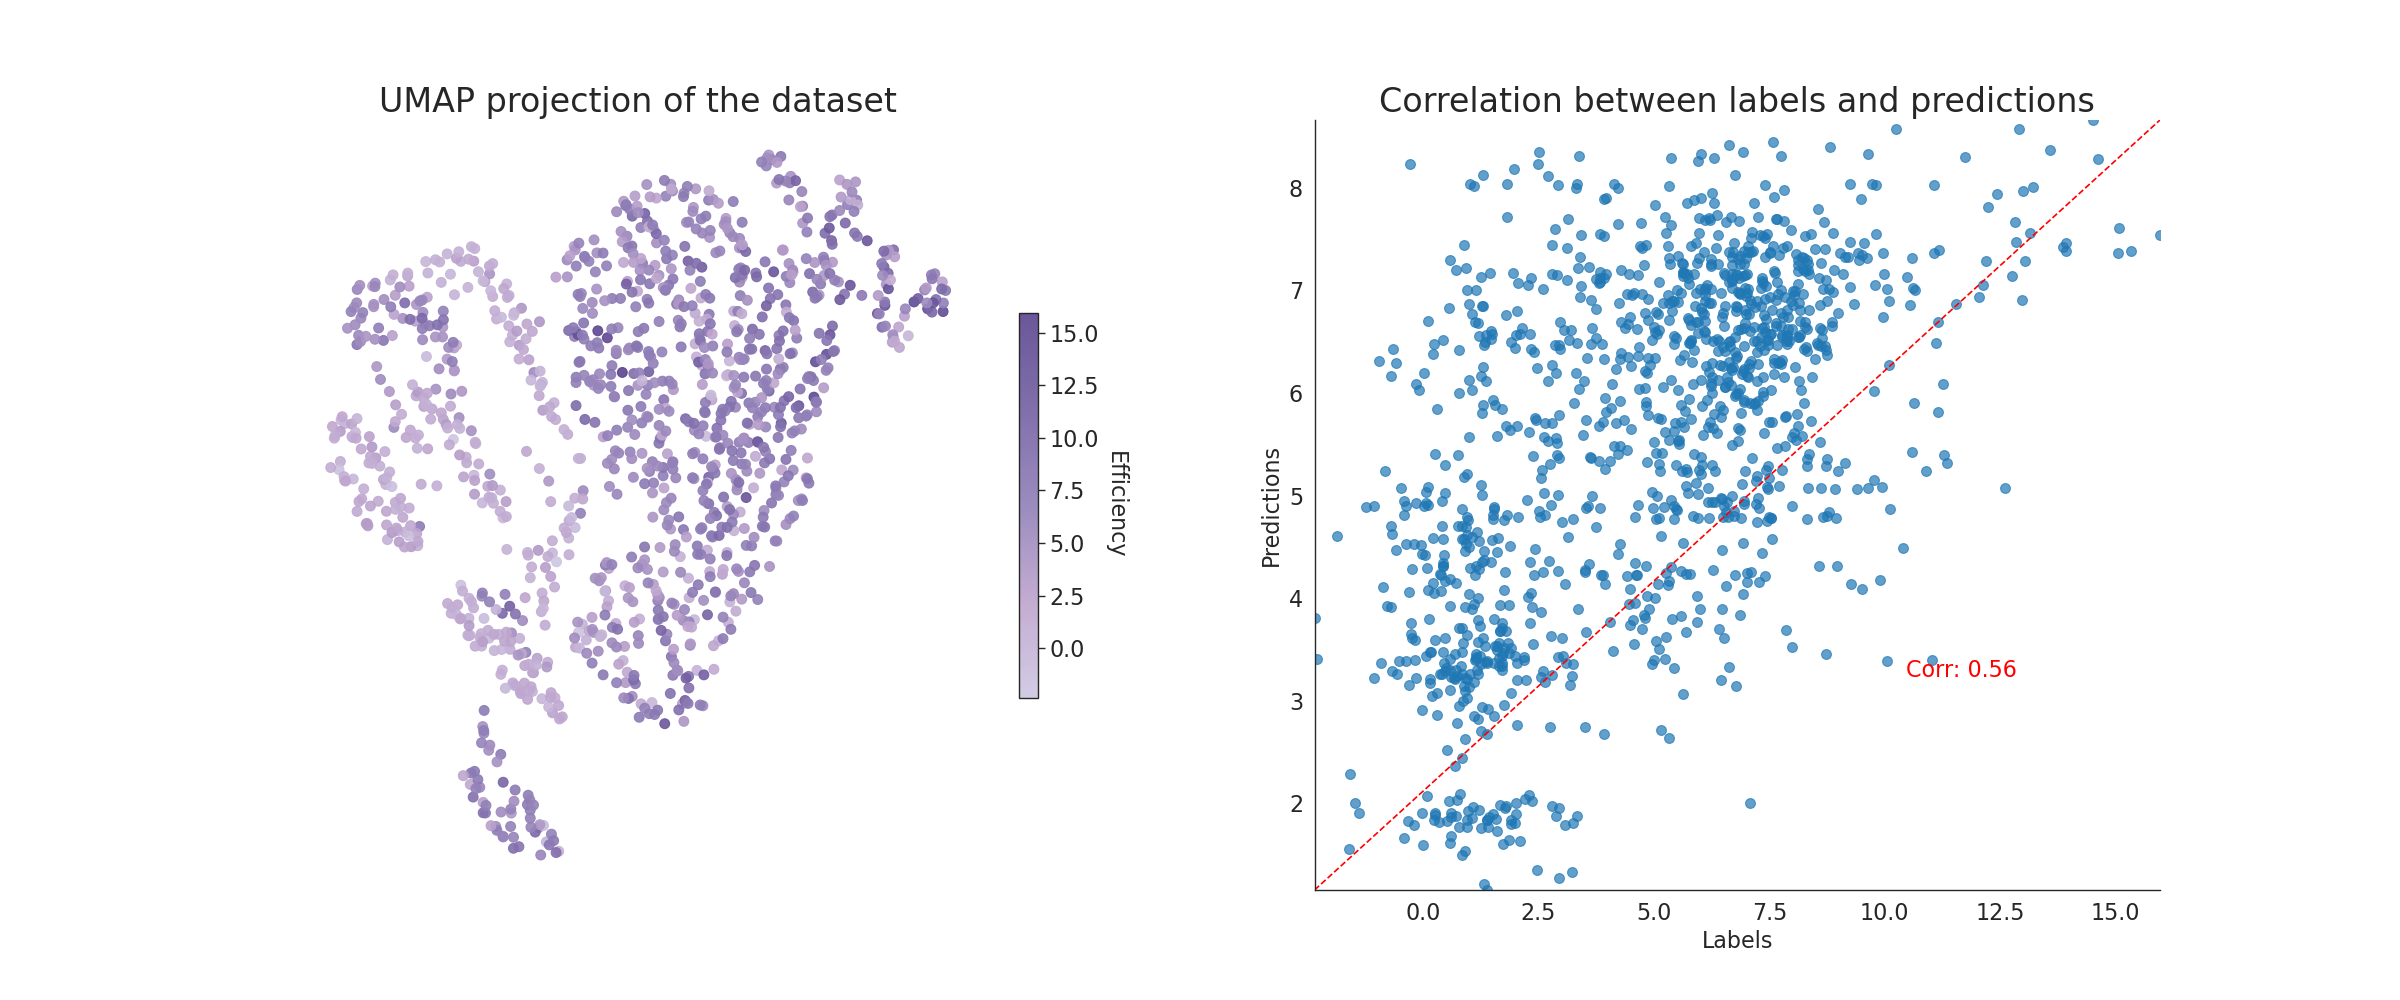 UMAP projection of the dataset
15.0
12.5
10.0
7.5
5.0
2.5
0.0
Efficiency
Correlation between labels and predictions
8
7
6
5
4
3
2
Predictions
Corr: 0.56
0.0 2.5 5.0 7.5 10.0 12.5 15.0
Labels